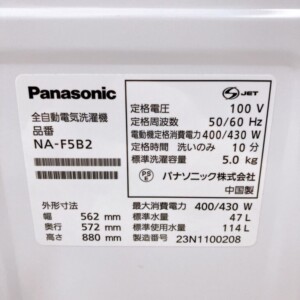 Panasonic
全自動電気洗濯機
品番
NA-F5B2
外形寸法
幅 562 mm
奥行 572 mm
高さ 880 mm
S JET
定格電圧 100 V
定格周波数 50/60 Hz
電動機定格消費電力 400/430 W
定格時間 洗いのみ 10 分
標準洗濯容量 5.0 kg
PS E パナソニック株式会社
中国製
最大消費電力 400/430 W
標準水量 47 L
標準使用水量 114 L
製造番号 23N1100208